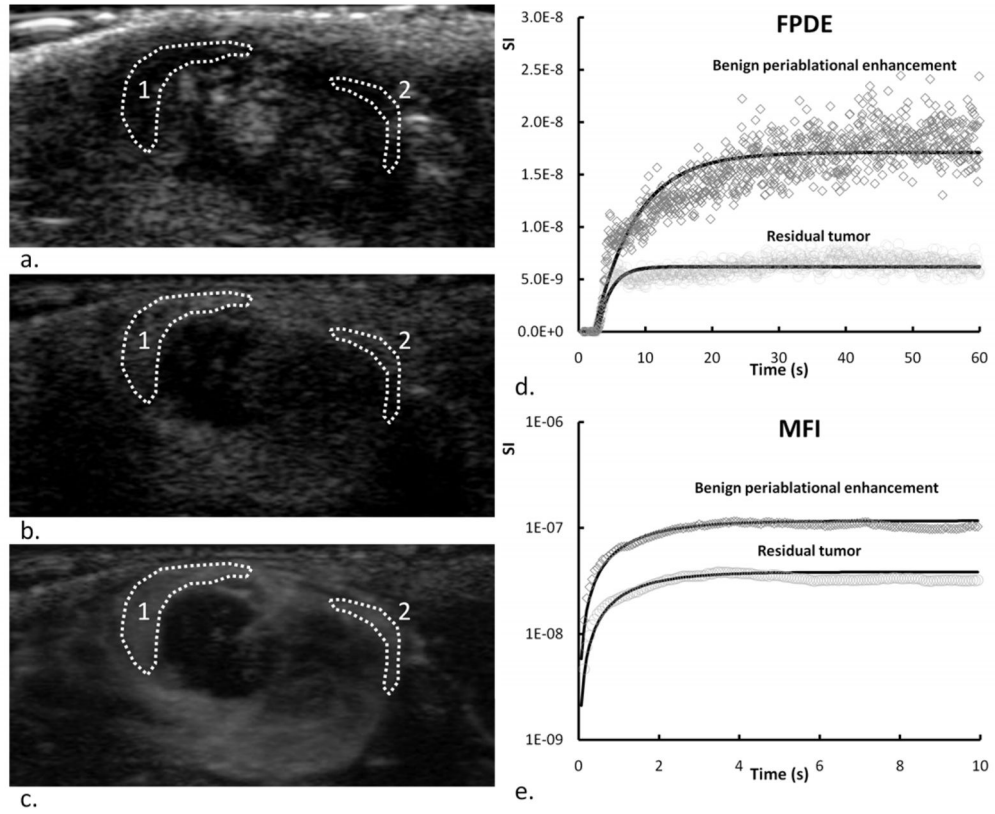 1
2
a.
1
2
b.
1
2
c.
FPDE
SI
3.0E-8
2.5E-8
2.0E-8
1.5E-8
1.0E-8
5.0E-9
0.0E+0
Benign periablational enhancement
Residual tumor
0 10 20 30 40 50 60
Time (s)
d.
MFI
SI
1E-06
1E-07
1E-08
1E-09
Benign periablational enhancement
Residual tumor
0 2 4 6 8 10
Time (s)
e.